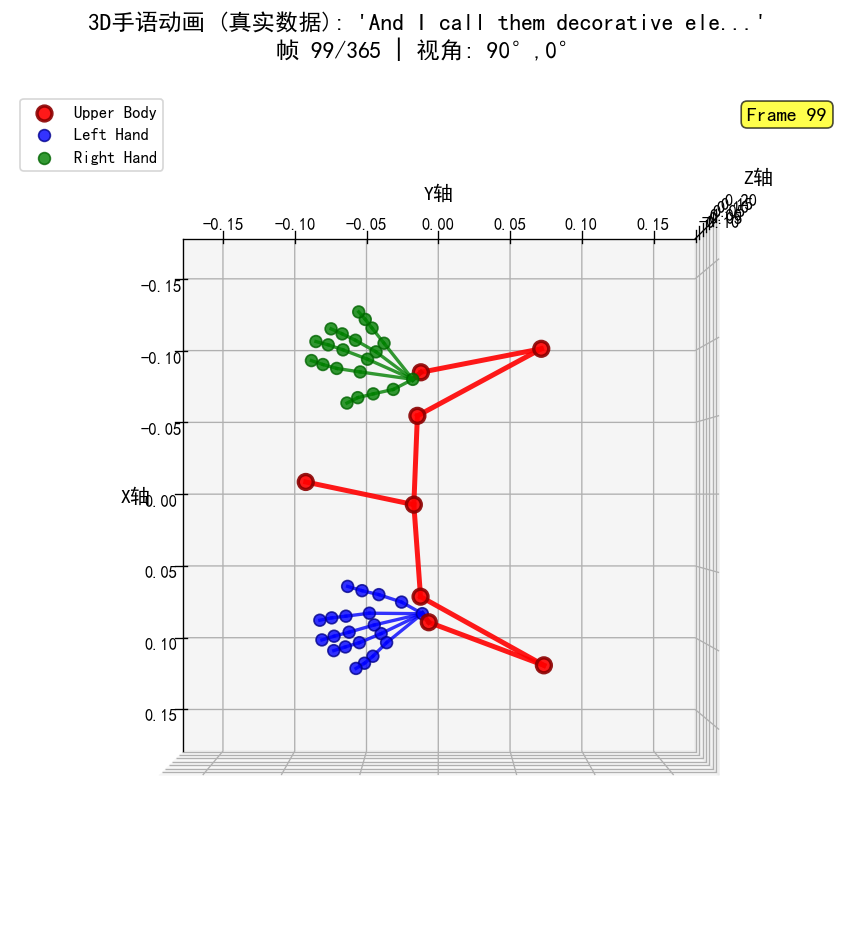 3D手语动画 (真实数据): 'And I call them decorative ele...'
帧 99/365 | 视角: 90°,0°
Upper Body
Left Hand
Right Hand
Frame 99
Z轴
Y轴
-0.15 -0.10 -0.05 0.00 0.05 0.10 0.15
-0.15
-0.10
-0.05
X轴
0.00
0.05
0.10
0.15